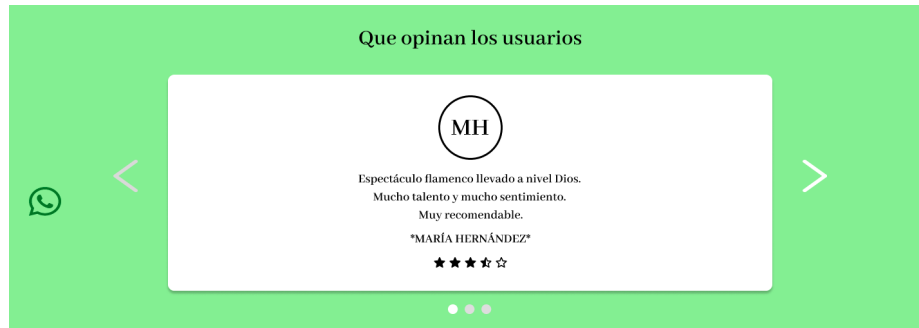 Que opinan los usuarios
MH
Espectáculo flamenco llevado a nivel Dios.
Mucho talento y mucho sentimiento.
Muy recomendable.
*MARÍA HERNÁNDEZ*